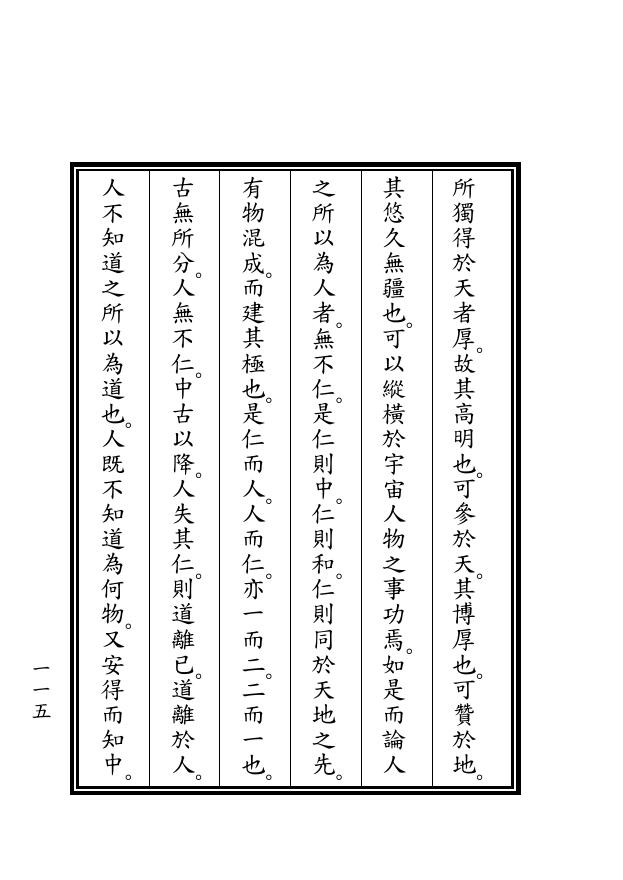 所獨得於天者厚。故其高明也。可參於天。其博厚也。可贊於地。
其悠久無疆也。可以縱橫於宇宙人物之事功焉。如是而論人
之所以為人者。無不仁。是仁則中。仁則和。仁則同於天地之先。
有物混成。而建其極也。是仁而人。人而仁。亦一而二。二而一也。
古無所分。人無不仁。中古以降。人失其仁。則道離已。道離於人。
人不知道之所以為道也。人既不知道為何物。又安得而知中。
一一五